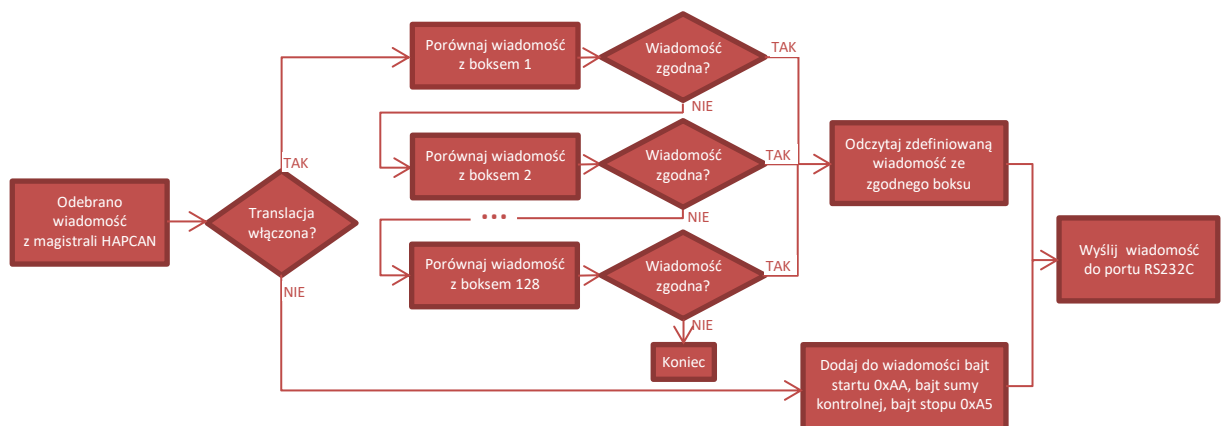 Odebrano
wiadomość
z magistrali HAPCAN
Translacja
włączona?
TAK
NIE
Porównaj wiadomość
z boksem 1
Wiadomość
zgodna?
TAK
NIE
Porównaj wiadomość
z boksem 2
Wiadomość
zgodna?
TAK
NIE
...
Porównaj wiadomość
z boksem 128
Wiadomość
zgodna?
TAK
NIE
Koniec
Odczytaj zdefiniowaną
wiadomość ze
zgodnego boksu
Dodaj do wiadomości bajt
startu 0xAA, bajt sumy
kontrolnej, bajt stopu 0xA5
Wyślij wiadomość
do portu RS232C